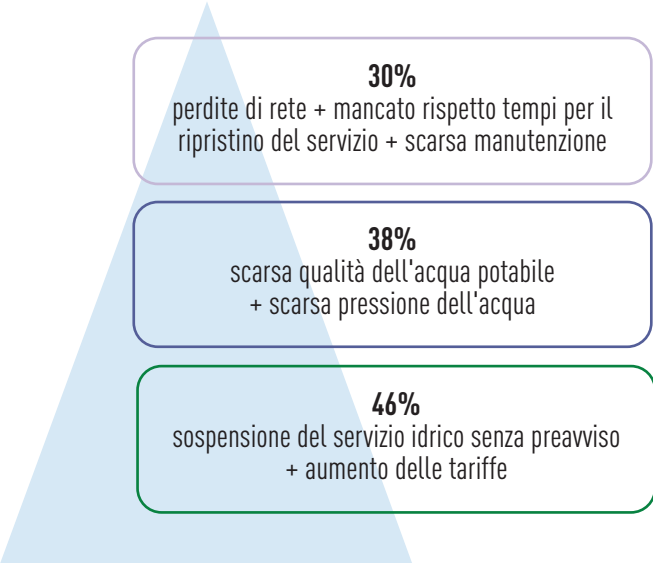 30%
perdite di rete + mancato rispetto tempi per il
ripristino del servizio + scarsa manutenzione
38%
scarsa qualità dell'acqua potabile
+ scarsa pressione dell'acqua
46%
sospensione del servizio idrico senza preavviso
+ aumento delle tariffe